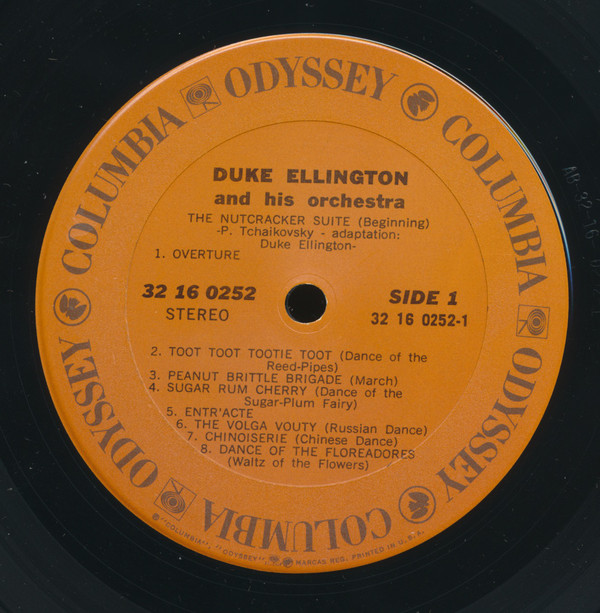 COLUMBIA ODYSSEY COLUMBIA ODYSSEY COLUMBIA ODYSSEY
DUKE ELLINGTON
and his orchestra
THE NUTCRACKER SUITE (Beginning)
-P. Tchaikovsky - adaptation:
Duke Ellington-
1. OVERTURE
32 16 0252 SIDE 1
STEREO 32 16 0252-1
2. TOOT TOOT TOOTIE TOOT (Dance of the
Reed-Pipes)
3. PEANUT BRITTLE BRIGADE (March)
4. SUGAR RUM CHERRY (Dance of the
Sugar-Plum Fairy)
5. ENTR'ACTE
6. THE VOLGA VOUTY (Russian Dance)
7. CHINOISERIE (Chinese Dance)
8. DANCE OF THE FLOREADORES
(Waltz of the Flowers)
® "COLUMBIA", "ODYSSEY" MARCAS REG. PRINTED IN U.S.A.